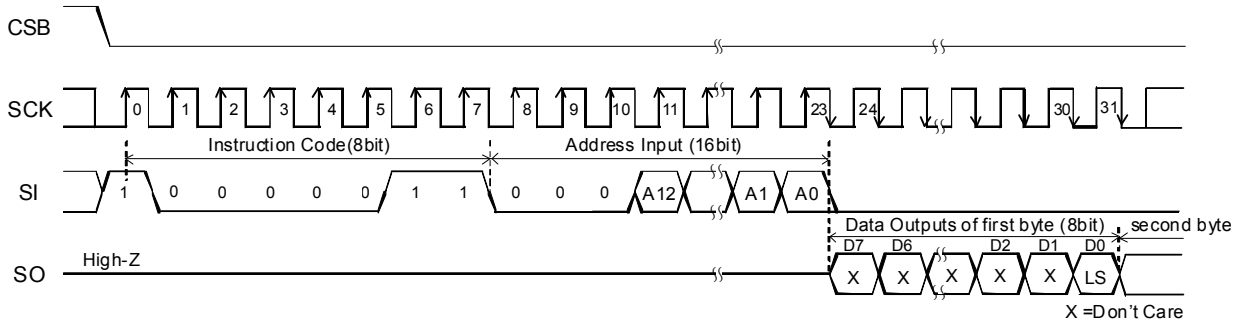 CSB
SCK 0 1 2 3 4 5 6 7 8 9 10 11 23 24 30 31
Instruction Code(8bit) Address Input (16bit)
SI 1 0 0 0 0 0 1 1 0 0 0 A12 A1 A0
Data Outputs of first byte (8bit) second byte
High-Z D7 D6 D2 D1 D0
SO X X X X X LS
X =Don't Care